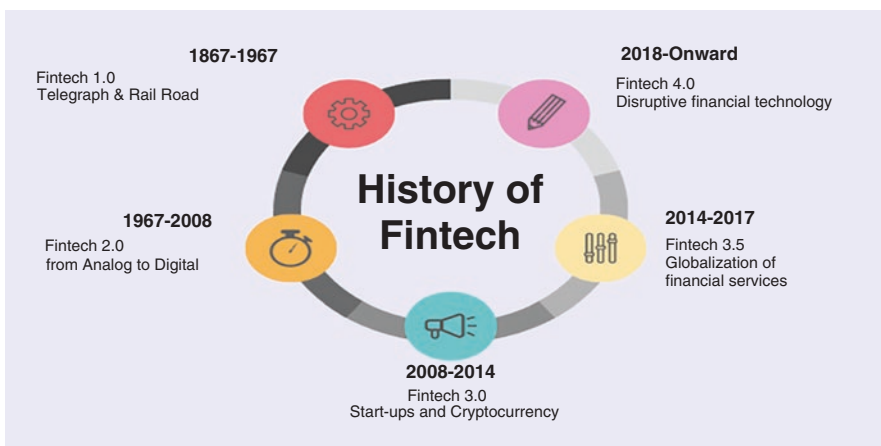 History of
Fintech
1867-1967
Fintech 1.0
Telegraph & Rail Road
1967-2008
Fintech 2.0
from Analog to Digital
2008-2014
Fintech 3.0
Start-ups and Cryptocurrency
2014-2017
Fintech 3.5
Globalization of
financial services
2018-Onward
Fintech 4.0
Disruptive financial technology